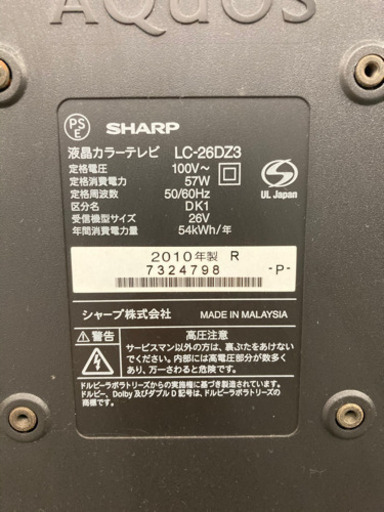 AQUOS
PSE
SHARP
液晶カラーテレビ LC-26DZ3
定格電圧 100V~
定格消費電力 57W
定格周波数 50/60Hz
区分名 DK1
受信機型サイズ 26V
年間消費電力量 54kWh/年
UL Japan
2010年製 R
7324798 -P-
シャープ株式会社 MADE IN MALAYSIA
警告 高圧注意
サービスマン以外の方は、裏ぶたをあけない
でください。内部には高電圧部分が数多く
あり、万一さわると危険です。
ドルビーラボラトリーズからの実施権に基づき製造されています。
ドルビー、Dolby 及びダブル D 記号は、ドルビーラボラトリーズの
商標です。